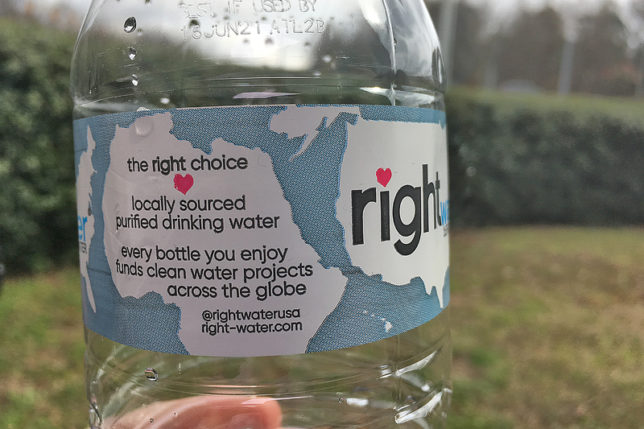 BEST IF USED BY
16JUN21 ATL2B
the right choice
locally sourced
purified drinking water
every bottle you enjoy
funds clean water projects
across the globe
@rightwaterusa
right-water.com
right
er